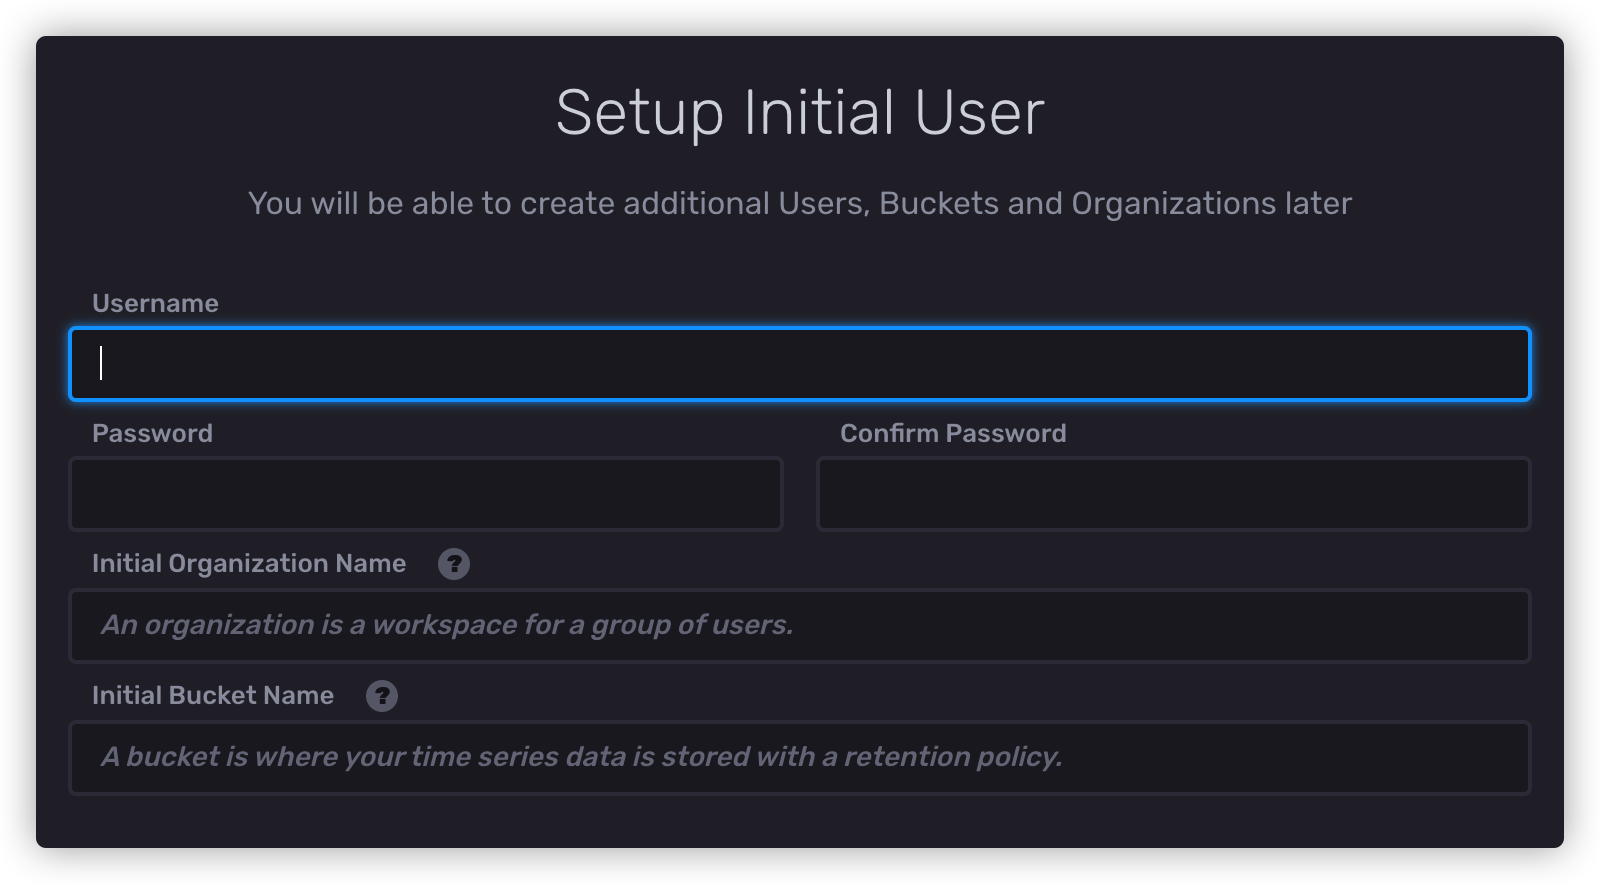 Setup Initial User
You will be able to create additional Users, Buckets and Organizations later
Username
Password
Confirm Password
Initial Organization Name ?
An organization is a workspace for a group of users.
Initial Bucket Name ?
A bucket is where your time series data is stored with a retention policy.